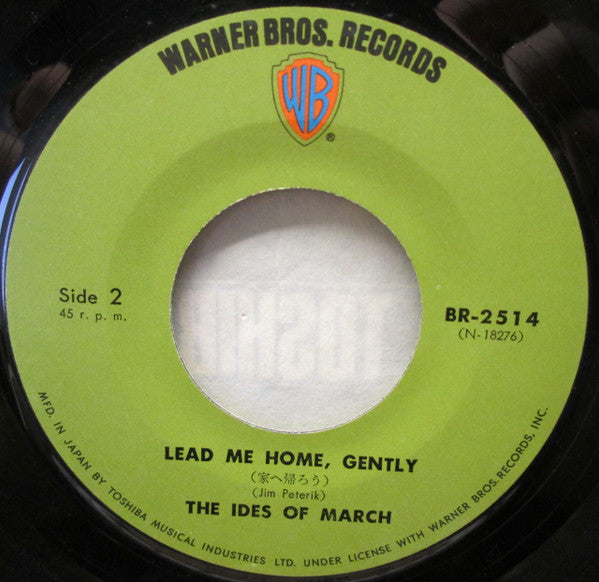 WARNER BROS. RECORDS
WB
®
Side 2
45 r. p. m.
BR-2514
(N-18276)
TOSHIB
LEAD ME HOME, GENTLY
(家へ帰ろう)
(Jim Peterik)
THE IDES OF MARCH
MFD. IN JAPAN BY TOSHIBA MUSICAL INDUSTRIES LTD. UNDER LICENSE WITH WARNER BROS. RECORDS, INC.